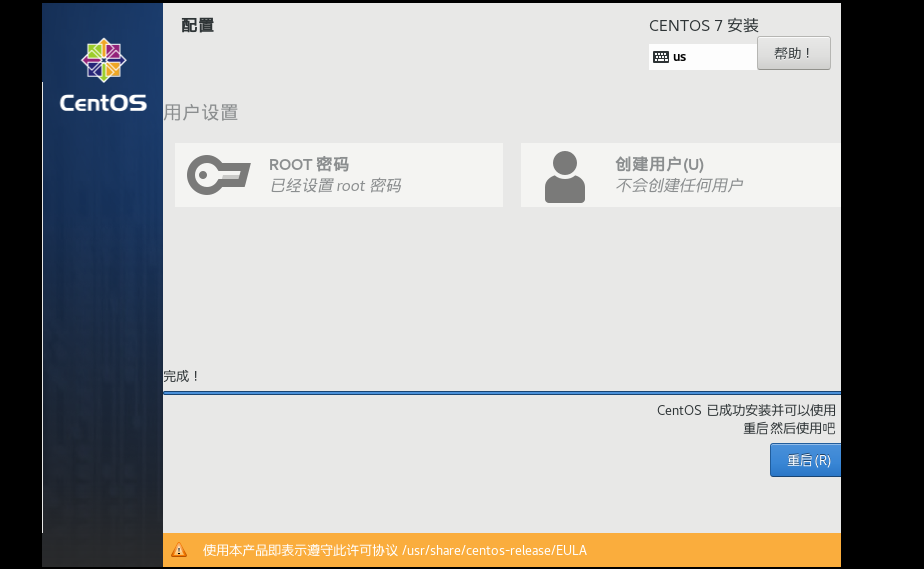 配置
CENTOS 7 安装
us
帮助！
CentOS
用户设置
ROOT 密码
已经设置 root 密码
创建用户(U)
不会创建任何用户
完成！
CentOS 已成功安装并可以使用
重启然后使用吧
重启(R)
使用本产品即表示遵守此许可协议 /usr/share/centos-release/EULA